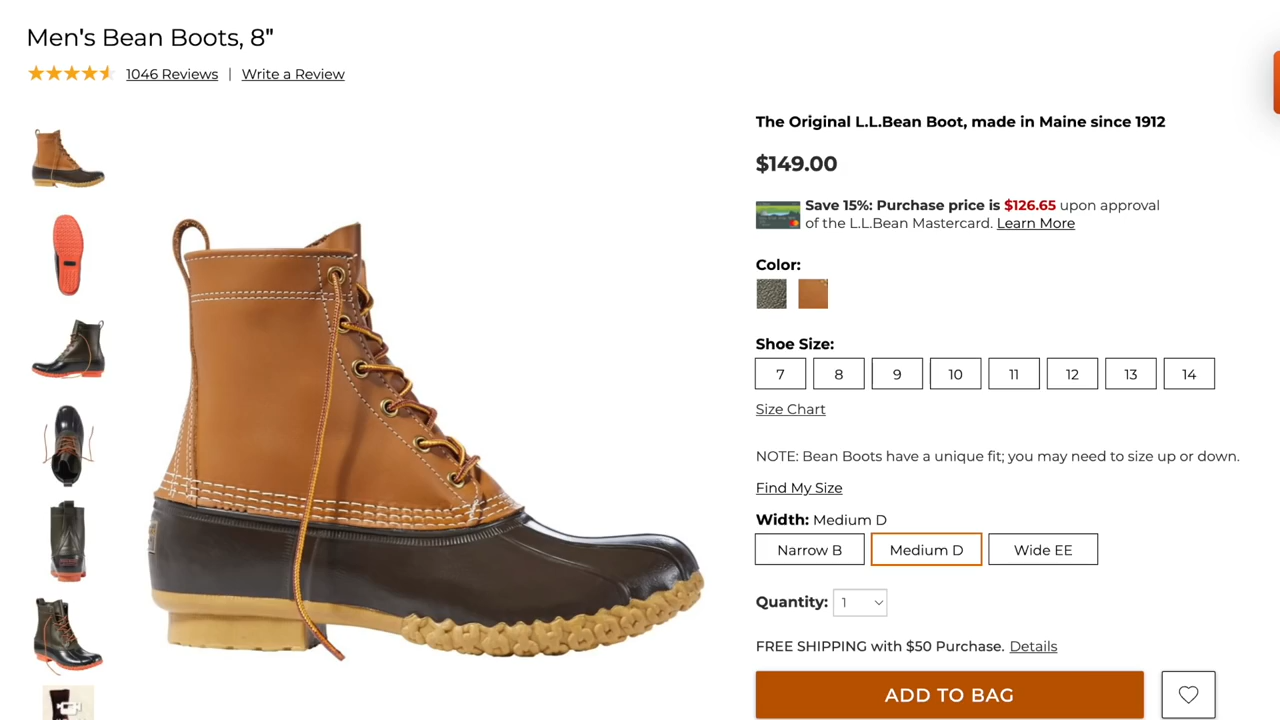 Men's Bean Boots, 8"
1046 Reviews | Write a Review
The Original L.L.Bean Boot, made in Maine since 1912
$149.00
Save 15%: Purchase price is $126.65 upon approval
of the L.L.Bean Mastercard. Learn More
Color:
Shoe Size:
7 8 9 10 11 12 13 14
Size Chart
NOTE: Bean Boots have a unique fit; you may need to size up or down.
Find My Size
Width: Medium D
Narrow B Medium D Wide EE
Quantity: 1
FREE SHIPPING with $50 Purchase. Details
ADD TO BAG